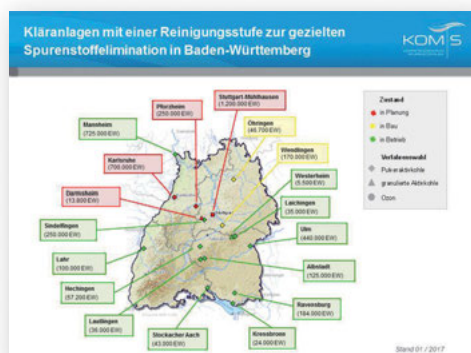 Kläranlagen mit einer Reinigungsstufe zur gezielten
Spurenstoffelimination in Baden-Württemberg
KOMS
Stuttgart-Mühlhausen
(1.200.000 EW)
Pforzheim
(250.000 EW)
Mannheim
(725.000 EW)
Öhringen
(46.700 EW)
Karlsruhe
(700.000 EW)
Wendlingen
(170.000 EW)
Darmsheim
(13.800 EW)
Westerheim
(5.500 EW)
Sindelfingen
(250.000 EW)
Laichingen
(35.000 EW)
Ulm
(440.000 EW)
Lahr
(100.000 EW)
Albstadt
(125.000 EW)
Hechingen
(57.200 EW)
Lautlingen
(36.000 EW)
Ravensburg
(184.000 EW)
Stockacher Aach
(43.000 EW)
Kressbronn
(24.000 EW)
Zustand
in Planung
in Bau
in Betrieb
Verfahrenswahl
Pulveraktivkohle
granulierte Aktivkohle
Ozon
Stand 01 / 2017